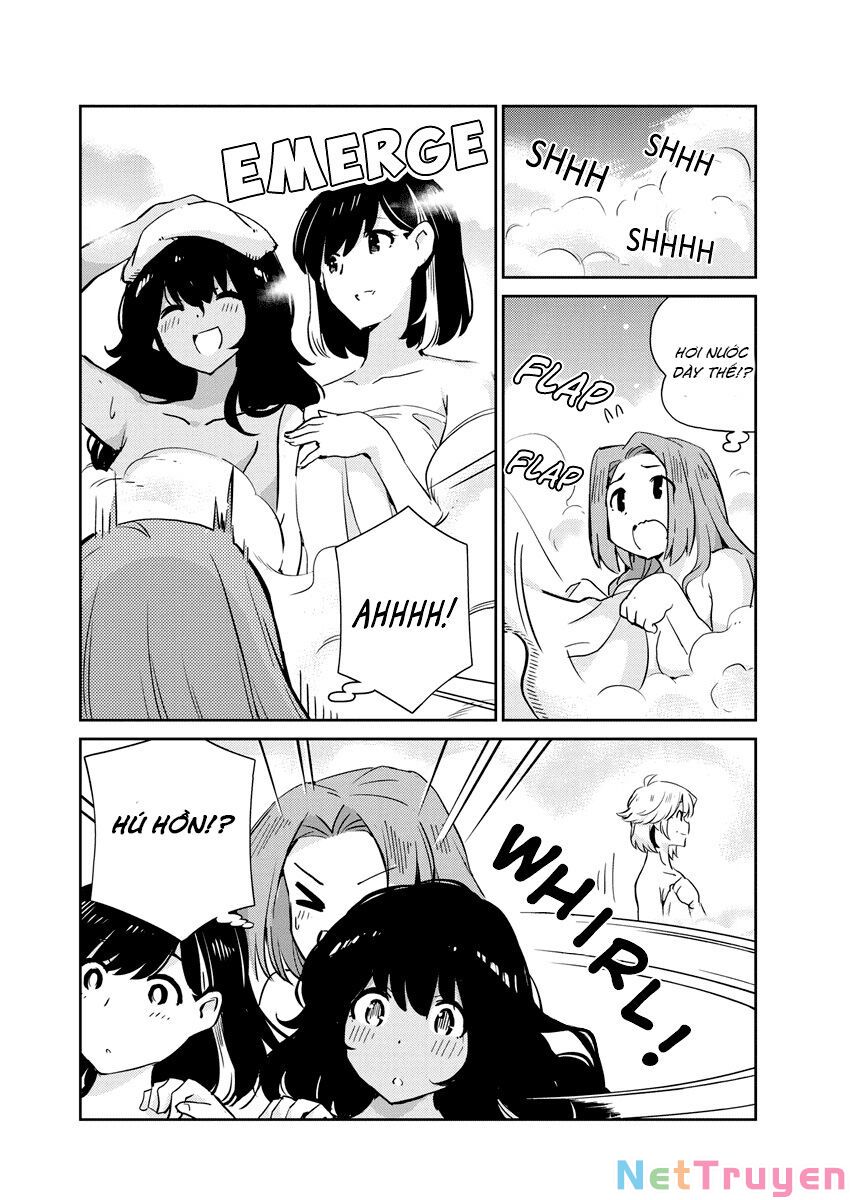 SHHH
SHHH
SHHHH
HƠI NƯỚC
DÀY THẾ!?
FLAP
FLAP
EMERGE
AHHHH!
HÚ HỒN!?
WHIRL!
NetTruyen